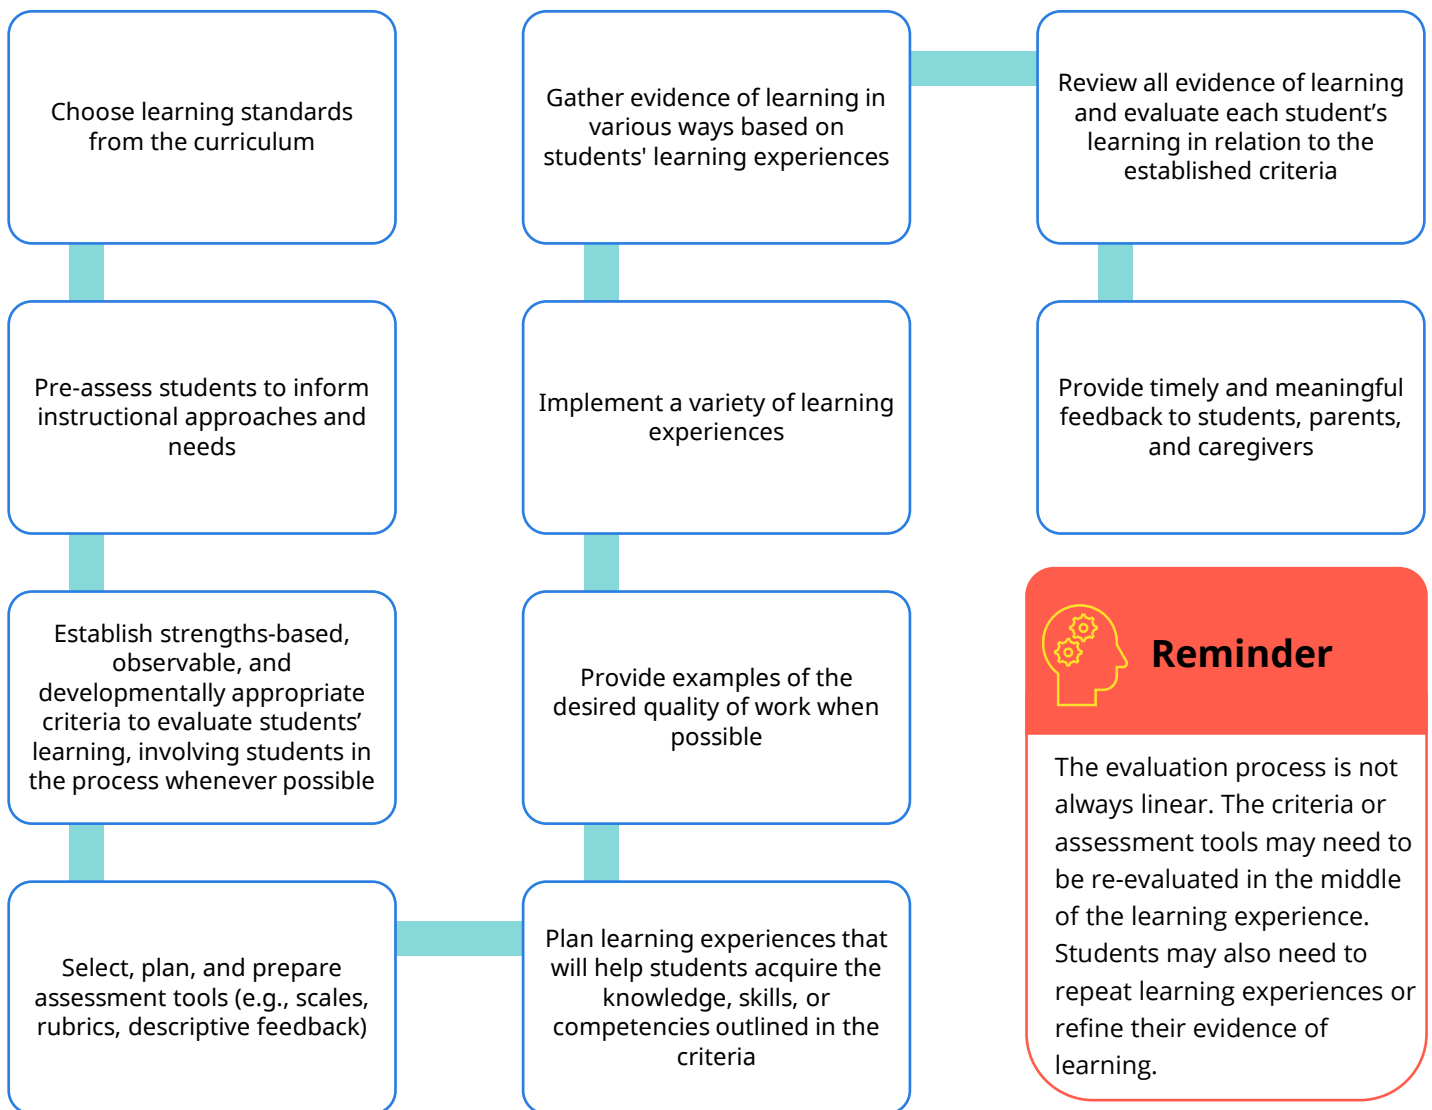 Choose learning standards
from the curriculum
Pre-assess students to inform
instructional approaches and
needs
Establish strengths-based,
observable, and
developmentally appropriate
criteria to evaluate students’
learning, involving students in
the process whenever possible
Select, plan, and prepare
assessment tools (e.g., scales,
rubrics, descriptive feedback)
Plan learning experiences that
will help students acquire the
knowledge, skills, or
competencies outlined in the
criteria
Provide examples of the
desired quality of work when
possible
Implement a variety of learning
experiences
Gather evidence of learning in
various ways based on
students' learning experiences
Review all evidence of learning
and evaluate each student’s
learning in relation to the
established criteria
Provide timely and meaningful
feedback to students, parents,
and caregivers
Reminder
The evaluation process is not
always linear. The criteria or
assessment tools may need to
be re-evaluated in the middle
of the learning experience.
Students may also need to
repeat learning experiences or
refine their evidence of
learning.